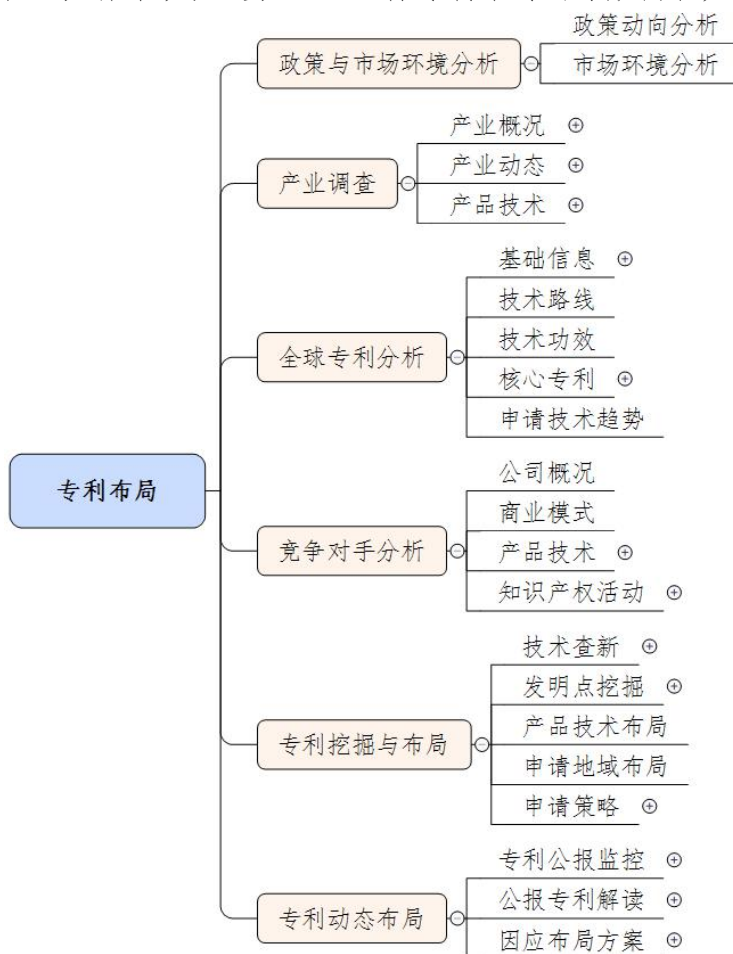 政策动向分析
政策与市场环境分析
市场环境分析
产业概况
产业调查
产业动态
产品技术
基础信息
技术路线
技术功效
全球专利分析
核心专利
申请技术趋势
专利布局
公司概况
商业模式
竞争对手分析
产品技术
知识产权活动
技术查新
发明点挖掘
产品技术布局
专利挖掘与布局
申请地域布局
申请策略
专利公报监控
公报专利解读
专利动态布局
因应布局方案